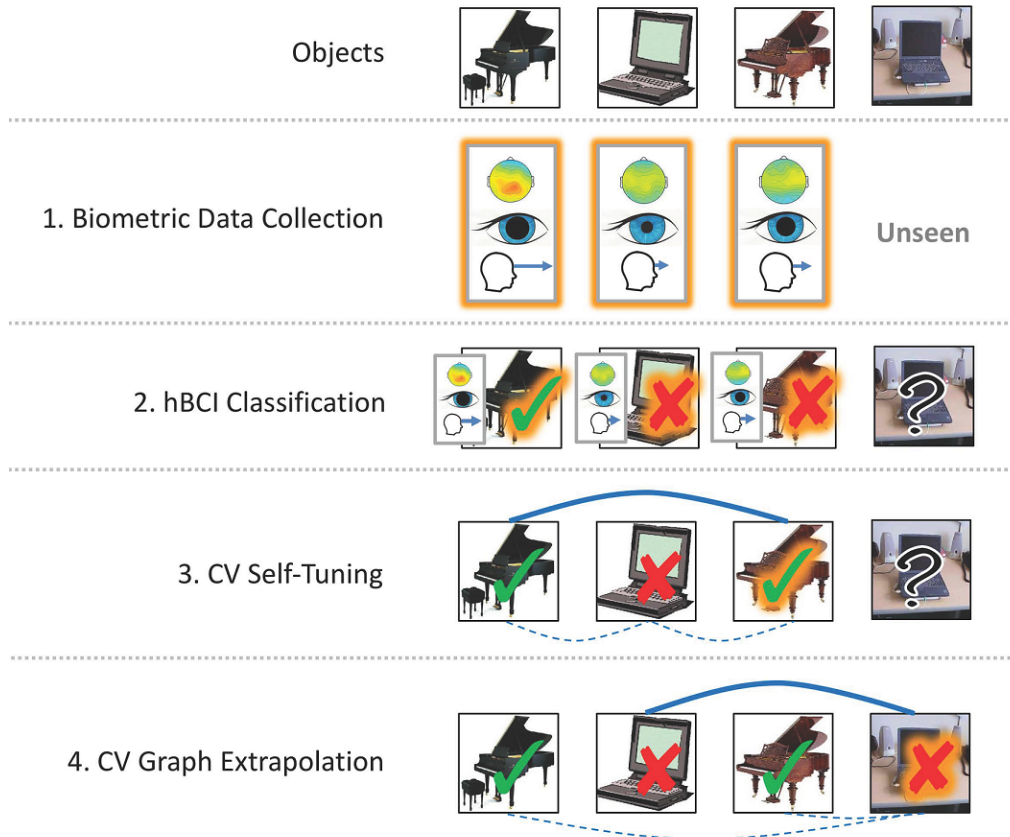 Objects
1. Biometric Data Collection
Unseen
2. hBCI Classification
?
3. CV Self-Tuning
?
4. CV Graph Extrapolation